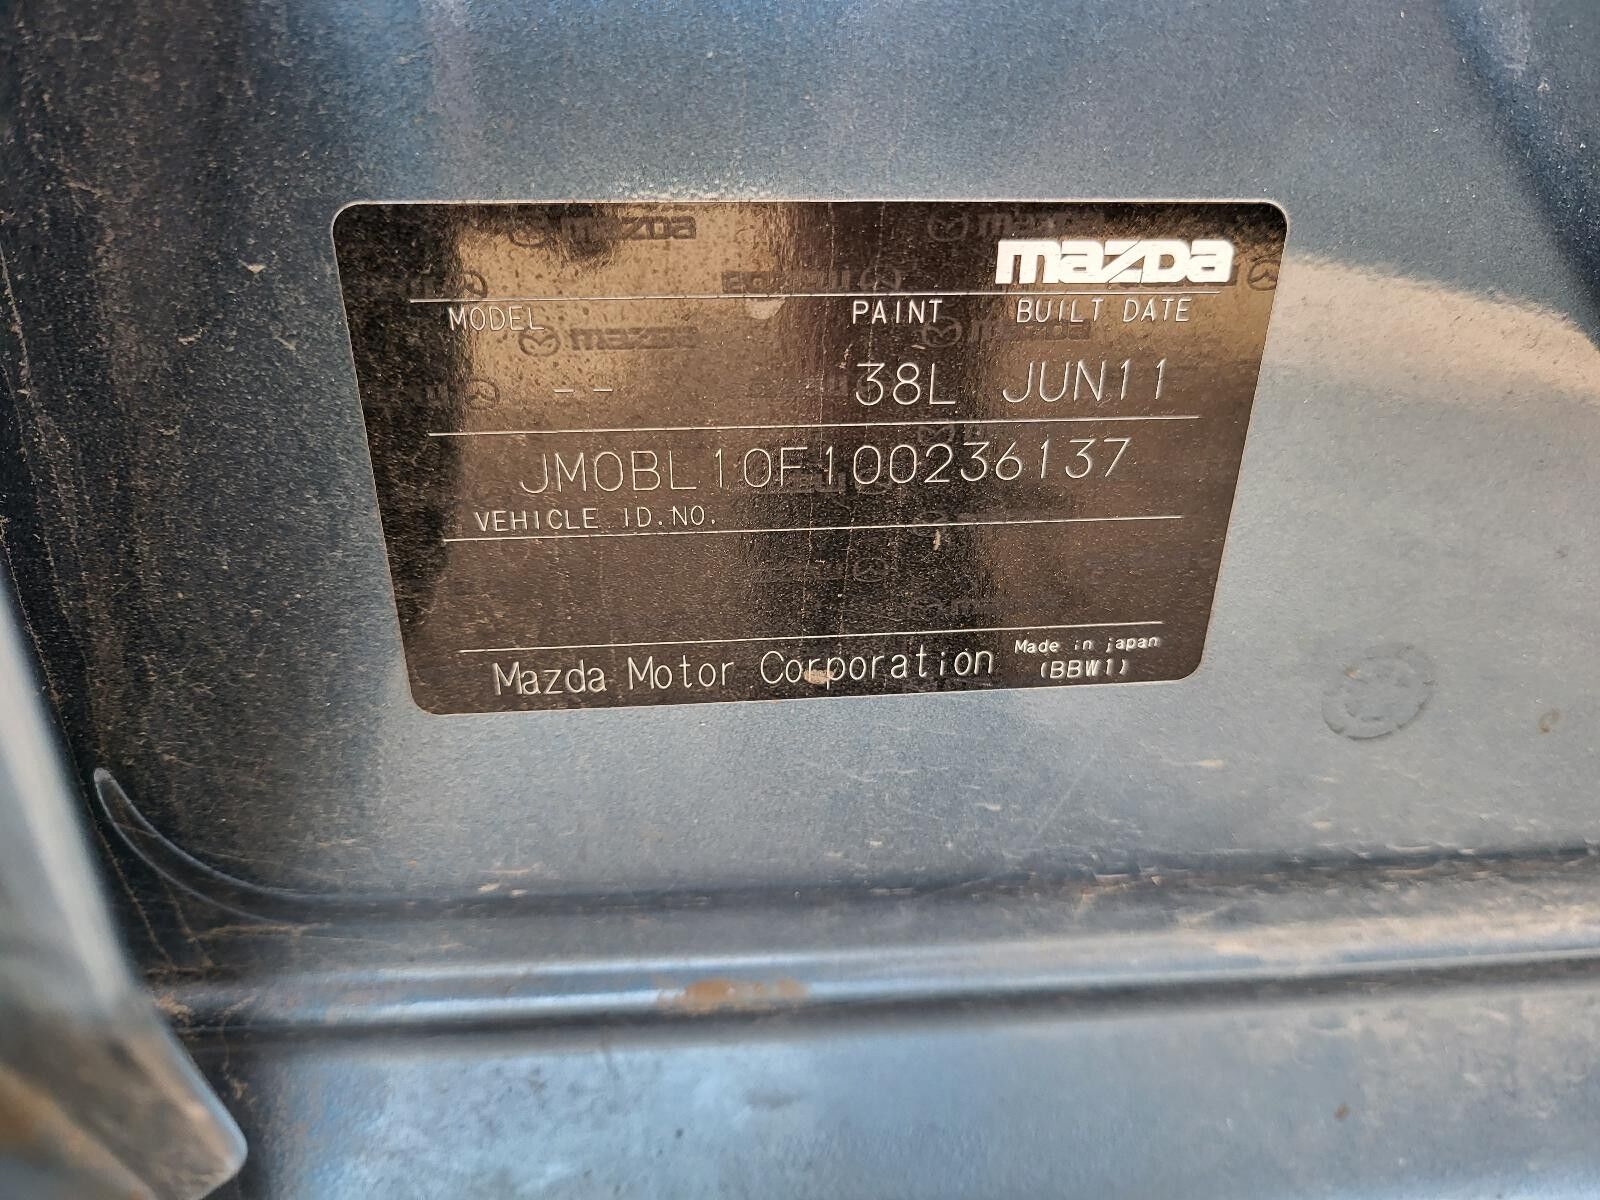 mazda
MODEL PAINT BUILT DATE
-- 38L JUN11
JM0BL10F100236137
VEHICLE ID.NO.
Mazda Motor Corporation
Made in japan
(BBW1)